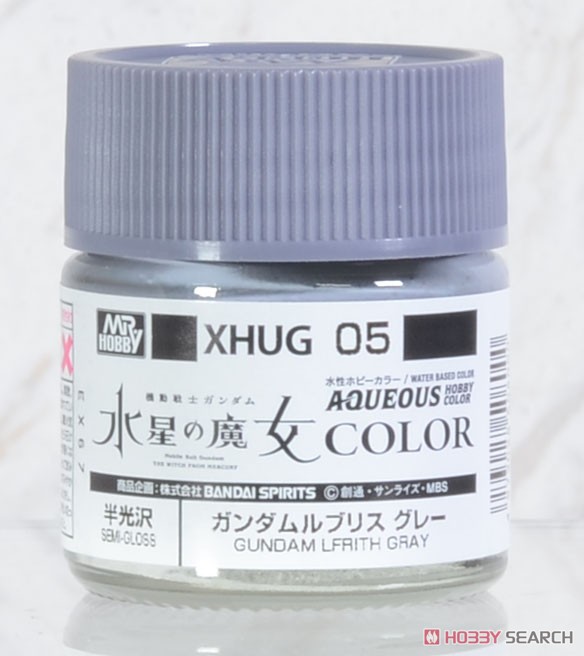 MR HOBBY
XHUG 05
水性ホビーカラー / WATER BASED COLOR
AQUEOUS HOBBY COLOR
機動戦士ガンダム
水星の魔女 COLOR
Mobile Suit Gundam
THE WITCH FROM MERCURY
商品企画:株式会社 BANDAI SPIRITS ©創通・サンライズ・MBS
半光沢 ガンダムルブリス グレー
SEMI-GLOSS GUNDAM LFRITH GRAY
HOBBY SEARCH